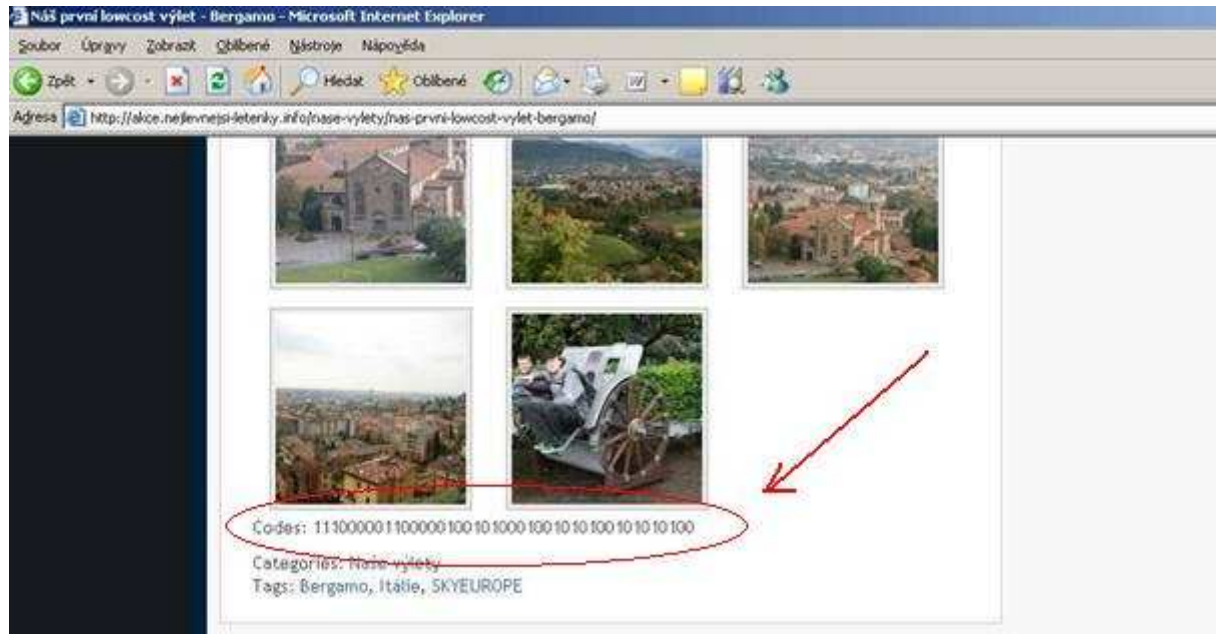 Náš první lowcost výlet - Bergamo - Microsoft Internet Explorer
Soubor Úpravy Zobrazit Oblíbené Nástroje Nápověda
Zpět Hledat Oblíbené
Adresa http://akce.nejlevnejsi-letenky.info/nase-vylety/nas-prvni-lowcost-vylet-bergamo/
Codes:
Categories: Naše výlety
Tags: Bergamo, Itálie, SKYEUROPE